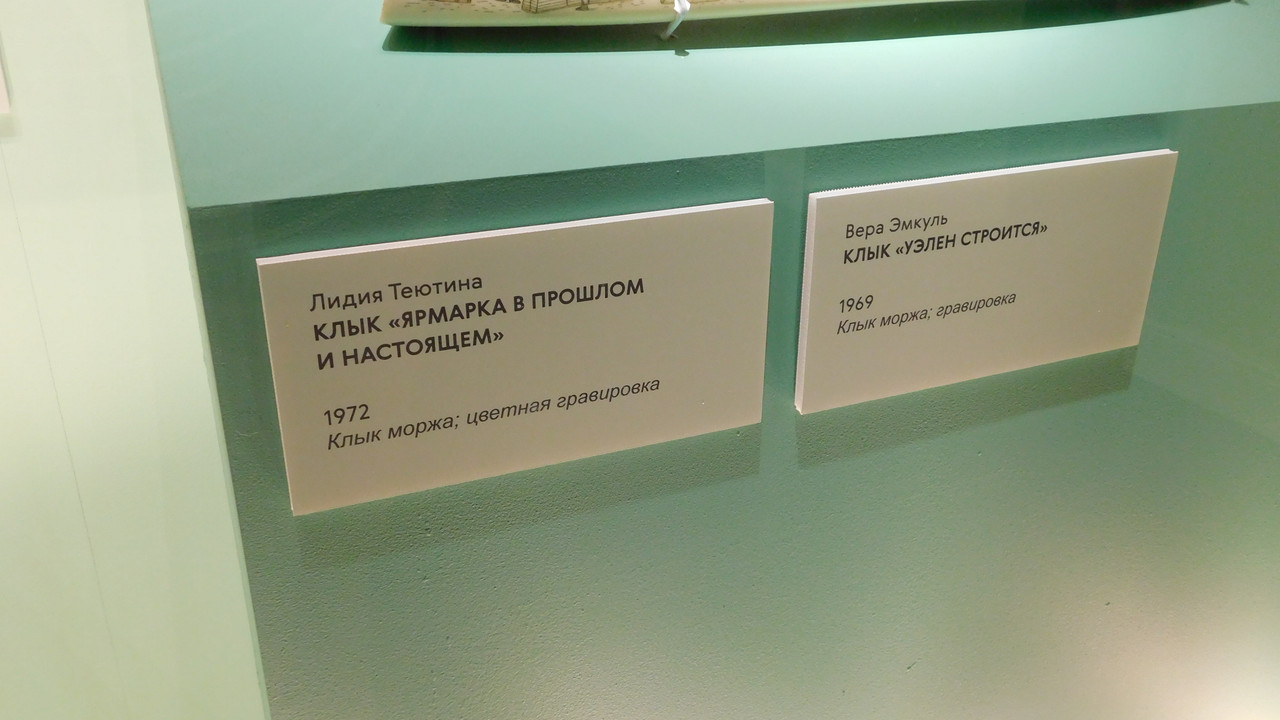 Лидия Теютина
КЛЫК «ЯРМАРКА В ПРОШЛОМ
И НАСТОЯЩЕМ»
1972
Клык моржа; цветная гравировка
Вера Эмкуль
КЛЫК «УЭЛЕН СТРОИТСЯ»
1969
Клык моржа; гравировка